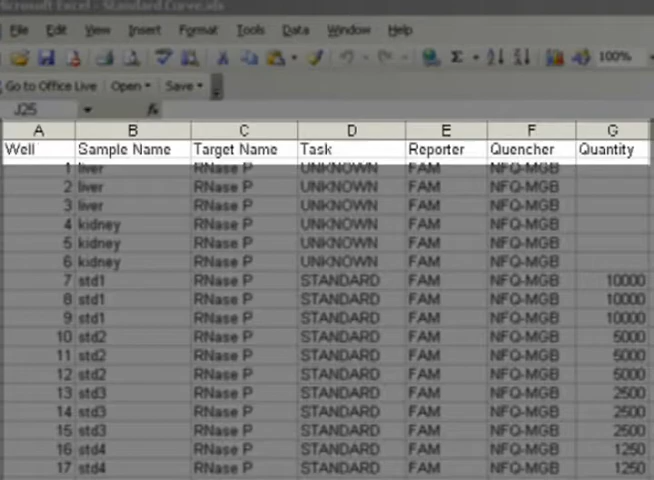 Microsoft Excel - Standard Curve.xls
File Edit View Insert Format Tools Data Window Help
100%
Go to Office Live Open Save
J25 fx
A B C D E F G
Well Sample Name Target Name Task Reporter Quencher Quantity
1 liver RNase P UNKNOWN FAM NFQ-MGB
2 liver RNase P UNKNOWN FAM NFQ-MGB
3 liver RNase P UNKNOWN FAM NFQ-MGB
4 kidney RNase P UNKNOWN FAM NFQ-MGB
5 kidney RNase P UNKNOWN FAM NFQ-MGB
6 kidney RNase P UNKNOWN FAM NFQ-MGB
7 std1 RNase P STANDARD FAM NFQ-MGB 10000
8 std1 RNase P STANDARD FAM NFQ-MGB 10000
9 std1 RNase P STANDARD FAM NFQ-MGB 10000
10 std2 RNase P STANDARD FAM NFQ-MGB 5000
11 std2 RNase P STANDARD FAM NFQ-MGB 5000
12 std2 RNase P STANDARD FAM NFQ-MGB 5000
13 std3 RNase P STANDARD FAM NFQ-MGB 2500
14 std3 RNase P STANDARD FAM NFQ-MGB 2500
15 std3 RNase P STANDARD FAM NFQ-MGB 2500
16 std4 RNase P STANDARD FAM NFQ-MGB 1250
17 std4 RNase P STANDARD FAM NFQ-MGB 1250